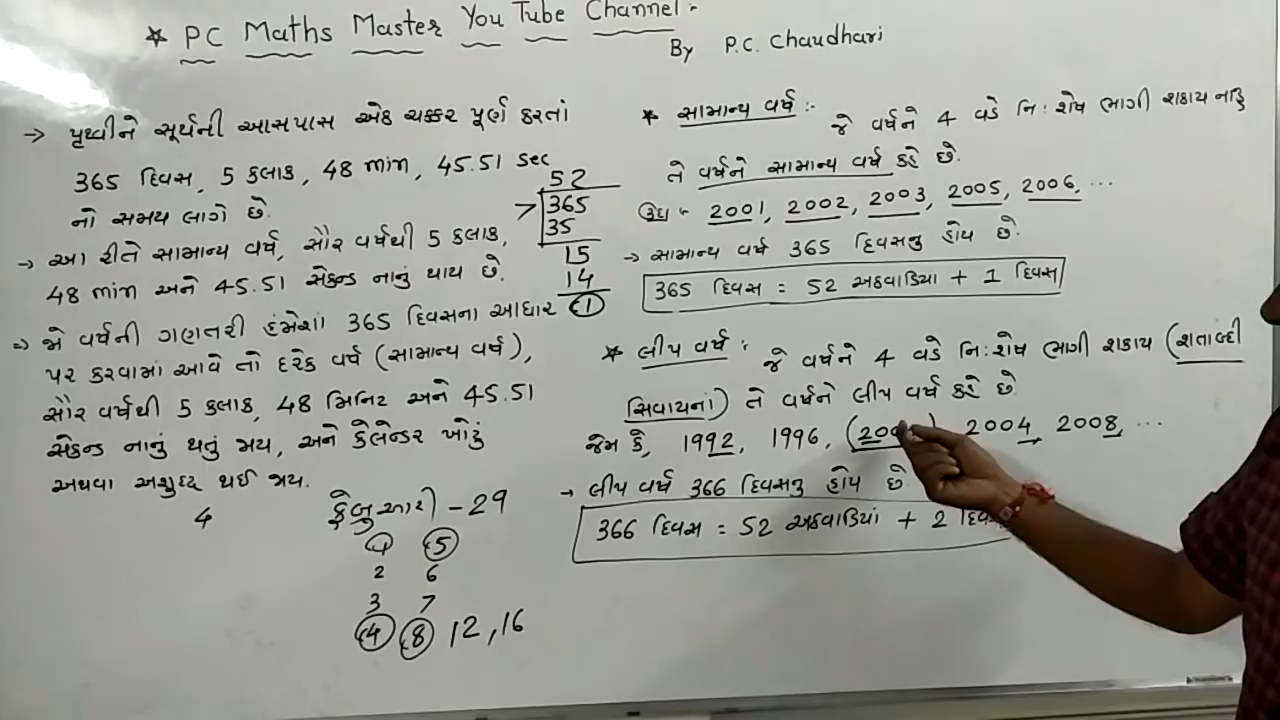 * PC Maths Master You Tube Channel :
By P.C. Chaudhari
→ પૃથ્વીને સૂર્યની આસપાસ એક ચક્કર પૂર્ણ કરતાં
365 દિવસ, 5 કલાક, 48 મિન, 45.51 sec
નો સમય લાગે છે.
→ આ રીતે સામાન્ય વર્ષ, સૌર વર્ષથી 5 કલાક,
48 મિન અને 45.51 સેકન્ડ નાનું થાય છે.
→ જો વર્ષની ગણતરી હંમેશાં 365 દિવસના આધાર
પર કરવામાં આવે તો દરેક વર્ષ (સામાન્ય વર્ષ),
સૌર વર્ષથી 5 કલાક, 48 મિનિટ અને 45.51
સેકન્ડ નાનું થતું જાય, અને કેલેન્ડર ખોટું
અથવા અશુદ્ધ થઈ જાય.
4
ફેબ્રુઆરી - 29
1 5
2 6
3 7
4 8 12, 16
52
7 365
35
15
14
1
* સામાન્ય વર્ષ :-
જે વર્ષને 4 વડે નિ:શેષ ભાગી શકાય નહિ
તે વર્ષને સામાન્ય વર્ષ કહે છે.
ઉદા :- 2001, 2002, 2003, 2005, 2006, ...
→ સામાન્ય વર્ષ 365 દિવસનુ હોય છે.
365 દિવસ = 52 અઠવાડિયા + 1 દિવસ
* લીપ વર્ષ : જે વર્ષને 4 વડે નિ:શેષ ભાગી શકાય (શતાબ્દી
સિવાયનાં) તે વર્ષને લીપ વર્ષ કહે છે.
જેમ કે, 1992, 1996, 2004, 2008, ...
→ લીપ વર્ષ 366 દિવસનુ હોય છે
366 દિવસ = 52 અઠવાડિયાં + 2